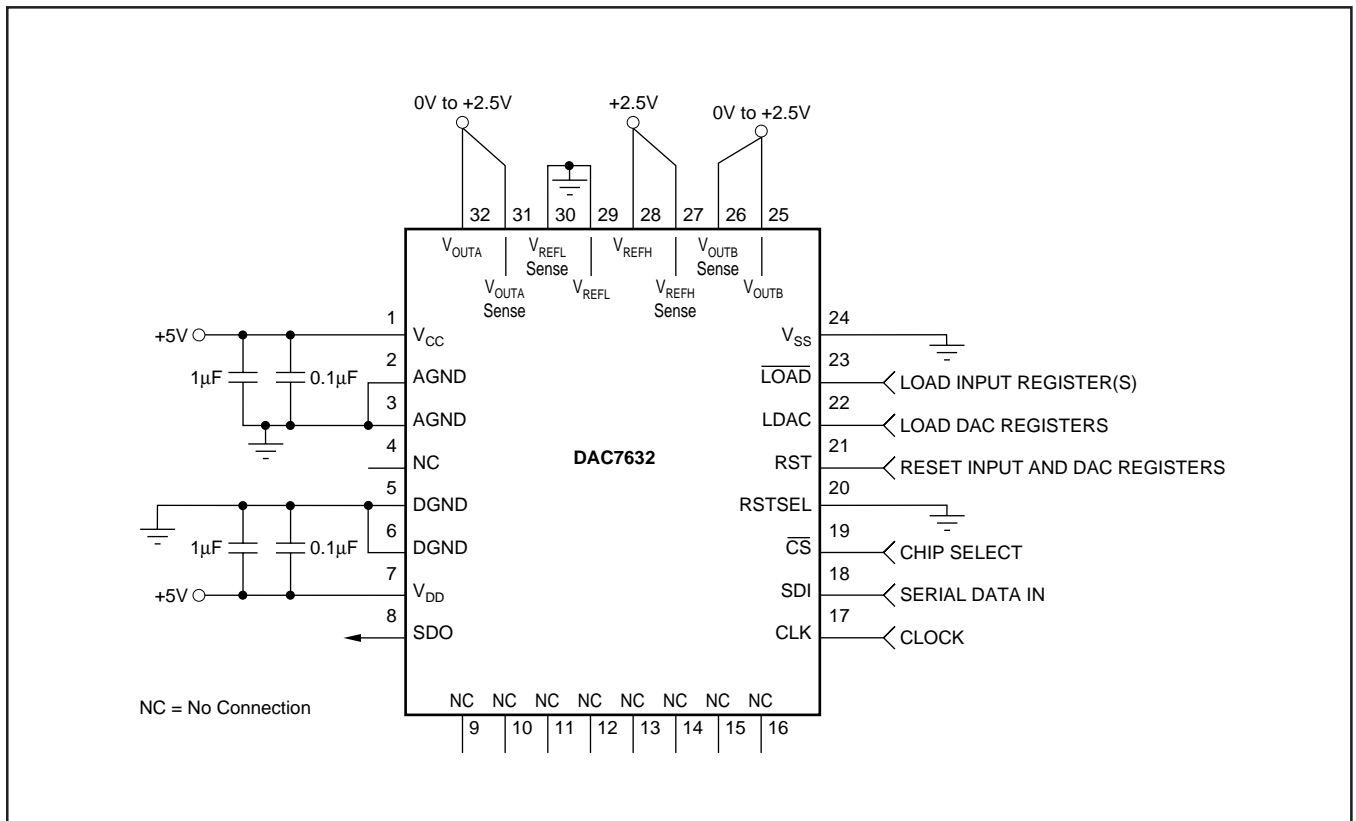 0V to +2.5V
+2.5V
0V to +2.5V
32 31 30 29 28 27 26 25
VOUTA
VOUTA
Sense
VREFL
Sense
VREFL
VREFH
VREFH
Sense
VOUTB
Sense
VOUTB
+5V
1µF
0.1µF
1
VCC
2
AGND
3
AGND
4
NC
5
DGND
6
DGND
1µF
0.1µF
7
+5V
VDD
8
SDO
DAC7632
24
VSS
23
LOAD
LOAD INPUT REGISTER(S)
22
LDAC
LOAD DAC REGISTERS
21
RST
RESET INPUT AND DAC REGISTERS
20
RSTSEL
19
CS
CHIP SELECT
18
SDI
SERIAL DATA IN
17
CLK
CLOCK
NC NC NC NC NC NC NC NC
9 10 11 12 13 14 15 16
NC = No Connection